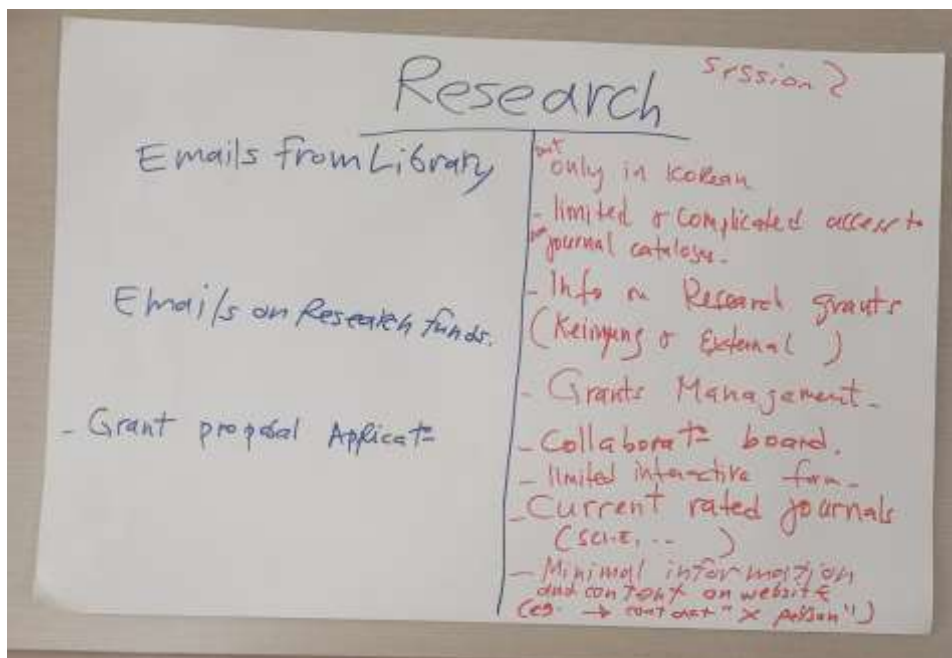 Research
Session 2
Emails from Library
Emails on Research funds.
- Grant proposal Applicat=
but only in Korean
- limited & complicated access to
journal catalogs.
- Info on Research grants
(Keimyung & External )
- Grants Management -
- Collaborat= board.
- limited interactive form -
- Current rated journals
(SCI-E, -- )
- Minimal information
and content on website
(eg. → contact "X person")